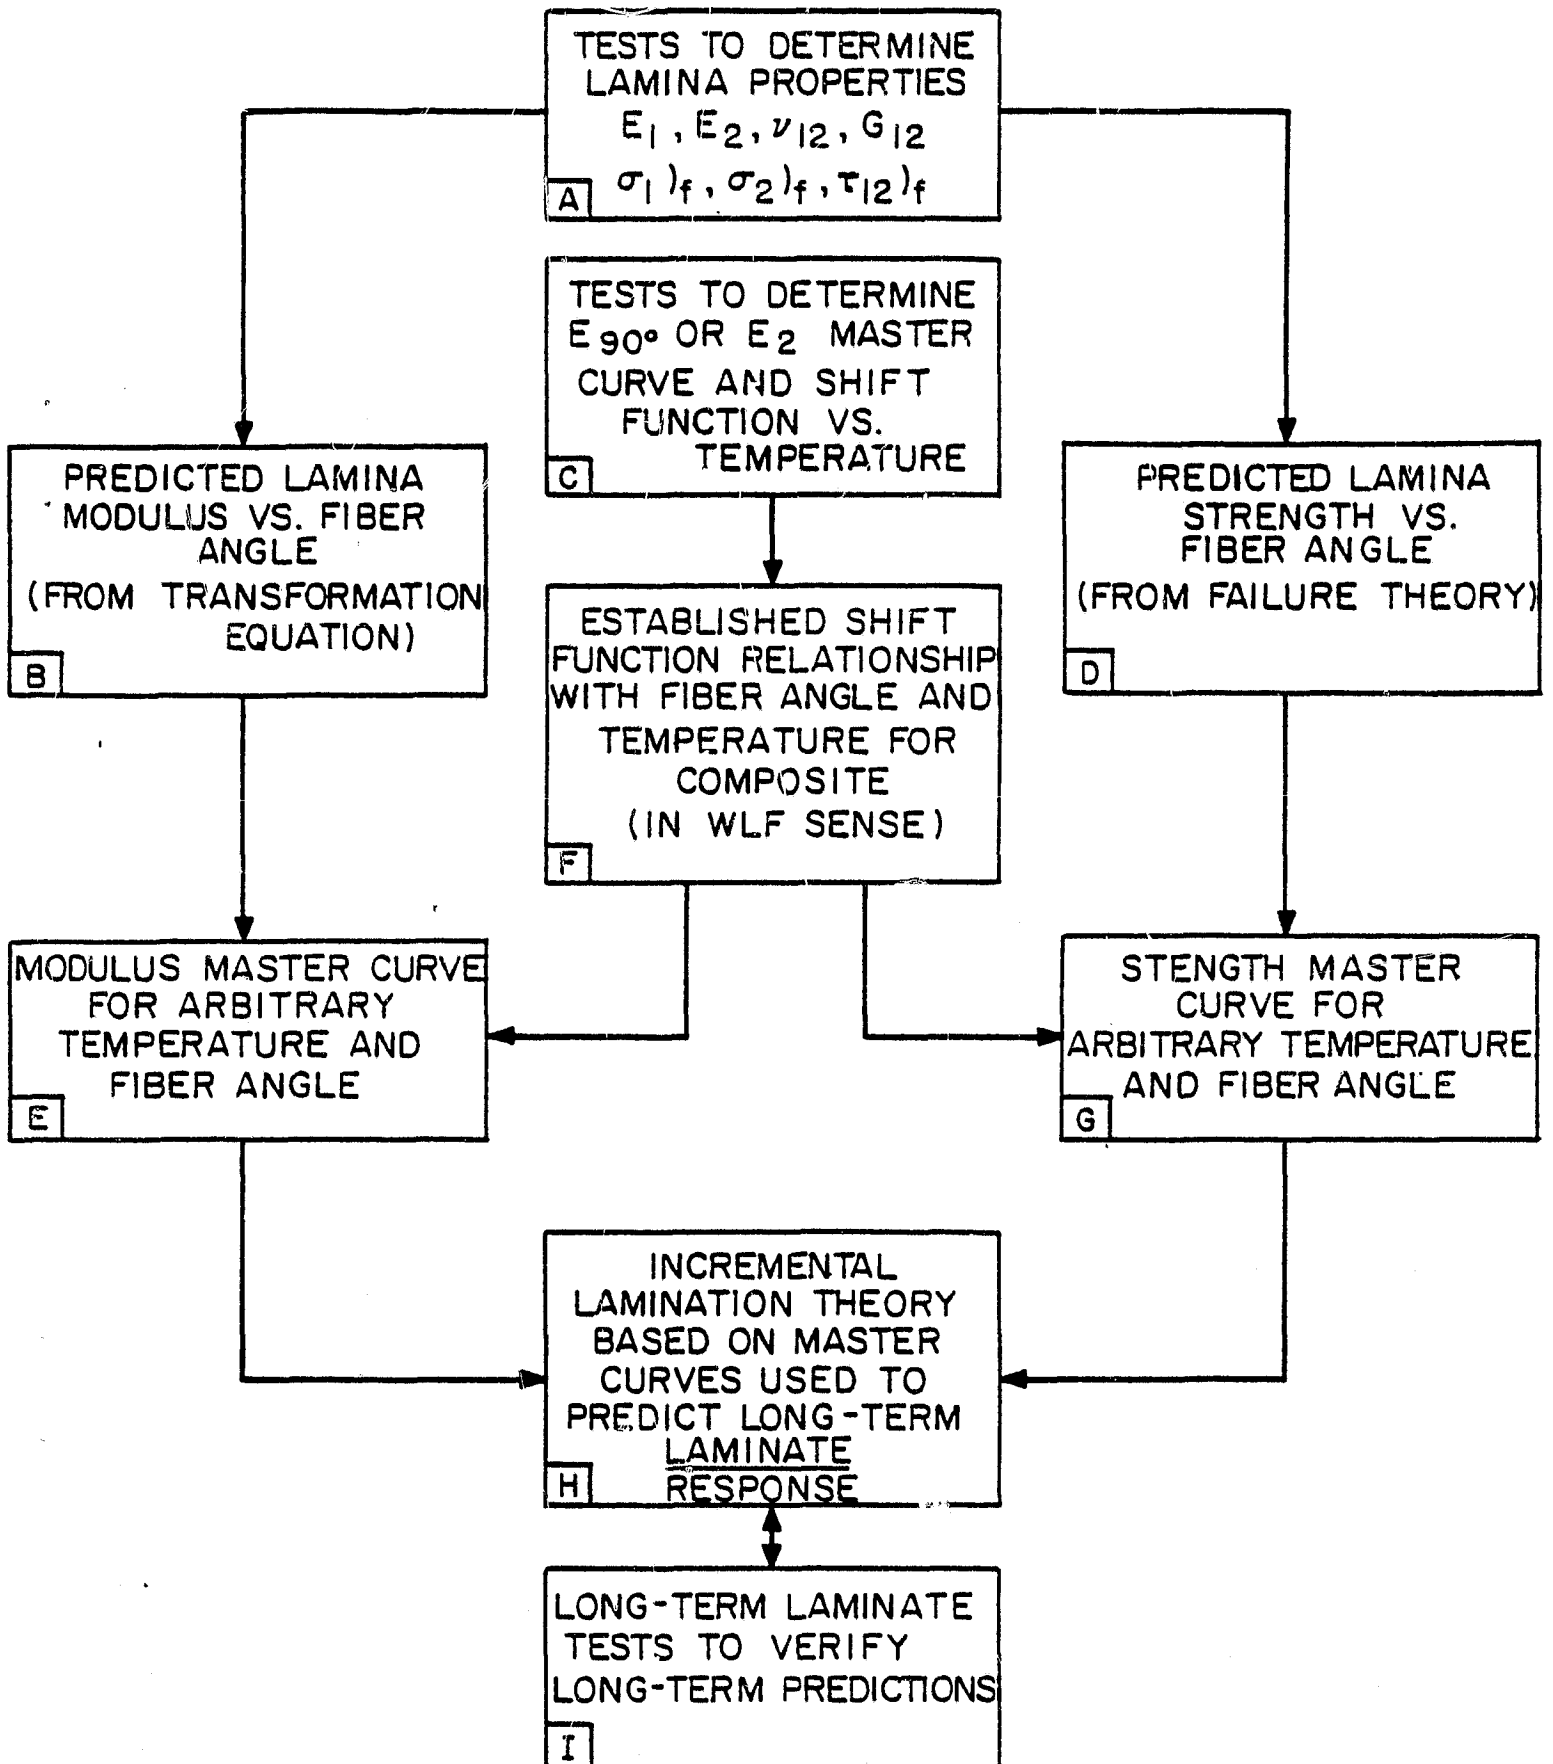 TESTS TO DETERMINE
LAMINA PROPERTIES
E₁, E₂, ν₁₂, G₁₂
σ₁)f, σ₂)f, τ₁₂)f
A
TESTS TO DETERMINE
E90° OR E₂ MASTER
CURVE AND SHIFT
FUNCTION VS.
TEMPERATURE
C
PREDICTED LAMINA
MODULUS VS. FIBER
ANGLE
(FROM TRANSFORMATION
EQUATION)
B
PREDICTED LAMINA
STRENGTH VS.
FIBER ANGLE
(FROM FAILURE THEORY)
D
ESTABLISHED SHIFT
FUNCTION RELATIONSHIP
WITH FIBER ANGLE AND
TEMPERATURE FOR
COMPOSITE
(IN WLF SENSE)
F
MODULUS MASTER CURVE
FOR ARBITRARY
TEMPERATURE AND
FIBER ANGLE
E
STENGTH MASTER
CURVE FOR
ARBITRARY TEMPERATURE
AND FIBER ANGLE
G
INCREMENTAL
LAMINATION THEORY
BASED ON MASTER
CURVES USED TO
PREDICT LONG-TERM
LAMINATE
RESPONSE
H
LONG-TERM LAMINATE
TESTS TO VERIFY
LONG-TERM PREDICTIONS
I